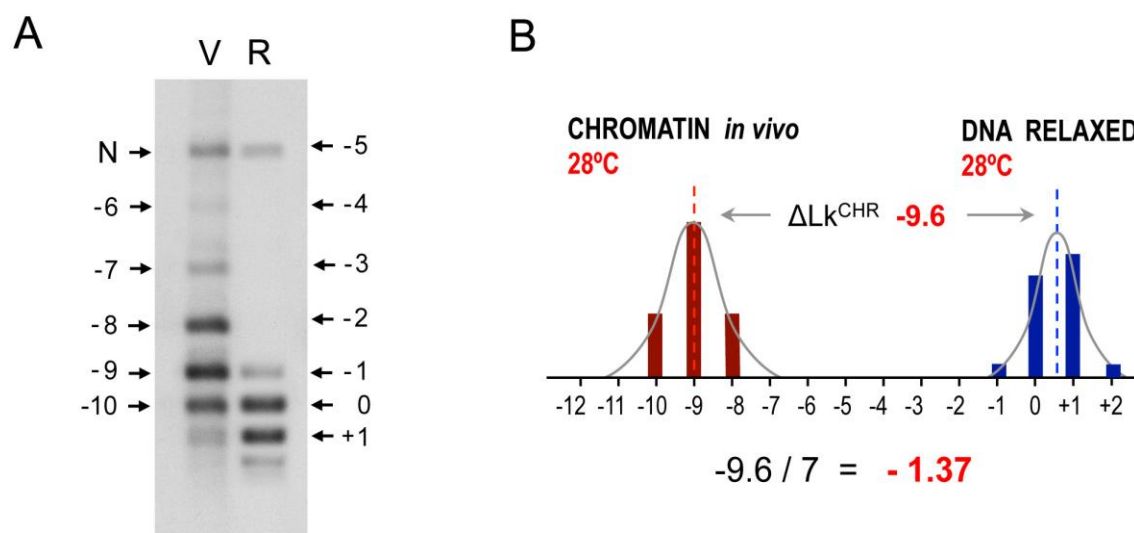 A
V R
N
-6
-7
-8
-9
-10
-5
-4
-3
-2
-1
0
+1
B
CHROMATIN in vivo
28ºC
DNA RELAXED
28ºC
ΔLk^CHR -9.6
-12 -11 -10 -9 -8 -7 -6 -5 -4 -3 -2 -1 0 +1 +2
-9.6 / 7 = - 1.37